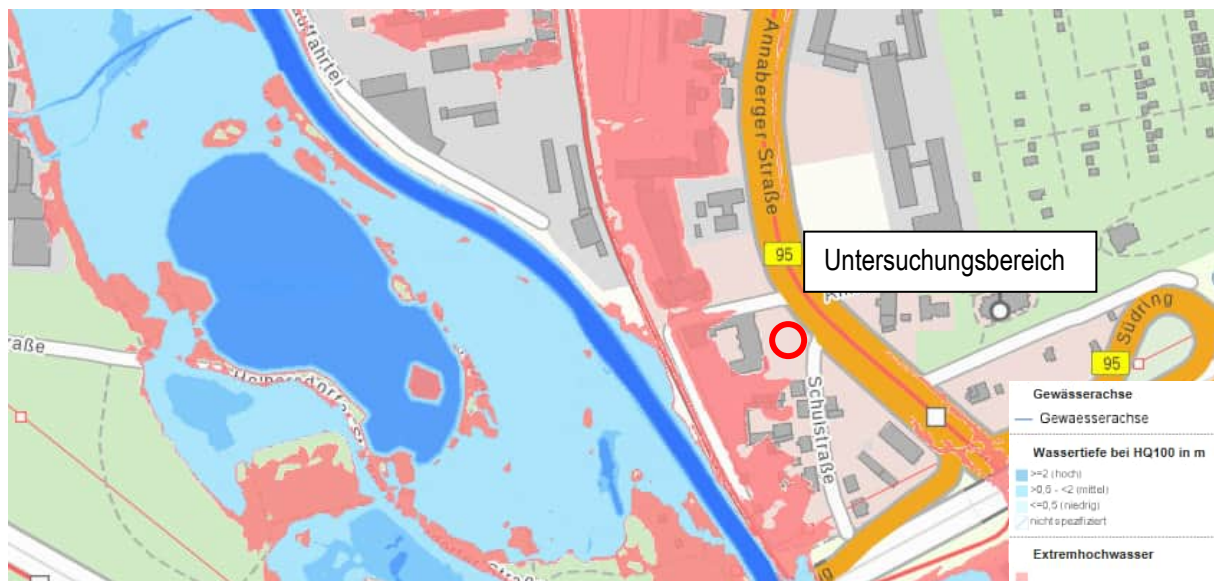 Annaberger Straße
95
Untersuchungsbereich
Südring
95
raße
Schulstraße
Gewässerachse
Gewaesserachse
Wassertiefe bei HQ100 in m
>=2 (hoch)
>0,5 - <2 (mittel)
<=0,5 (niedrig)
nicht spezifiziert
Extremhochwasser